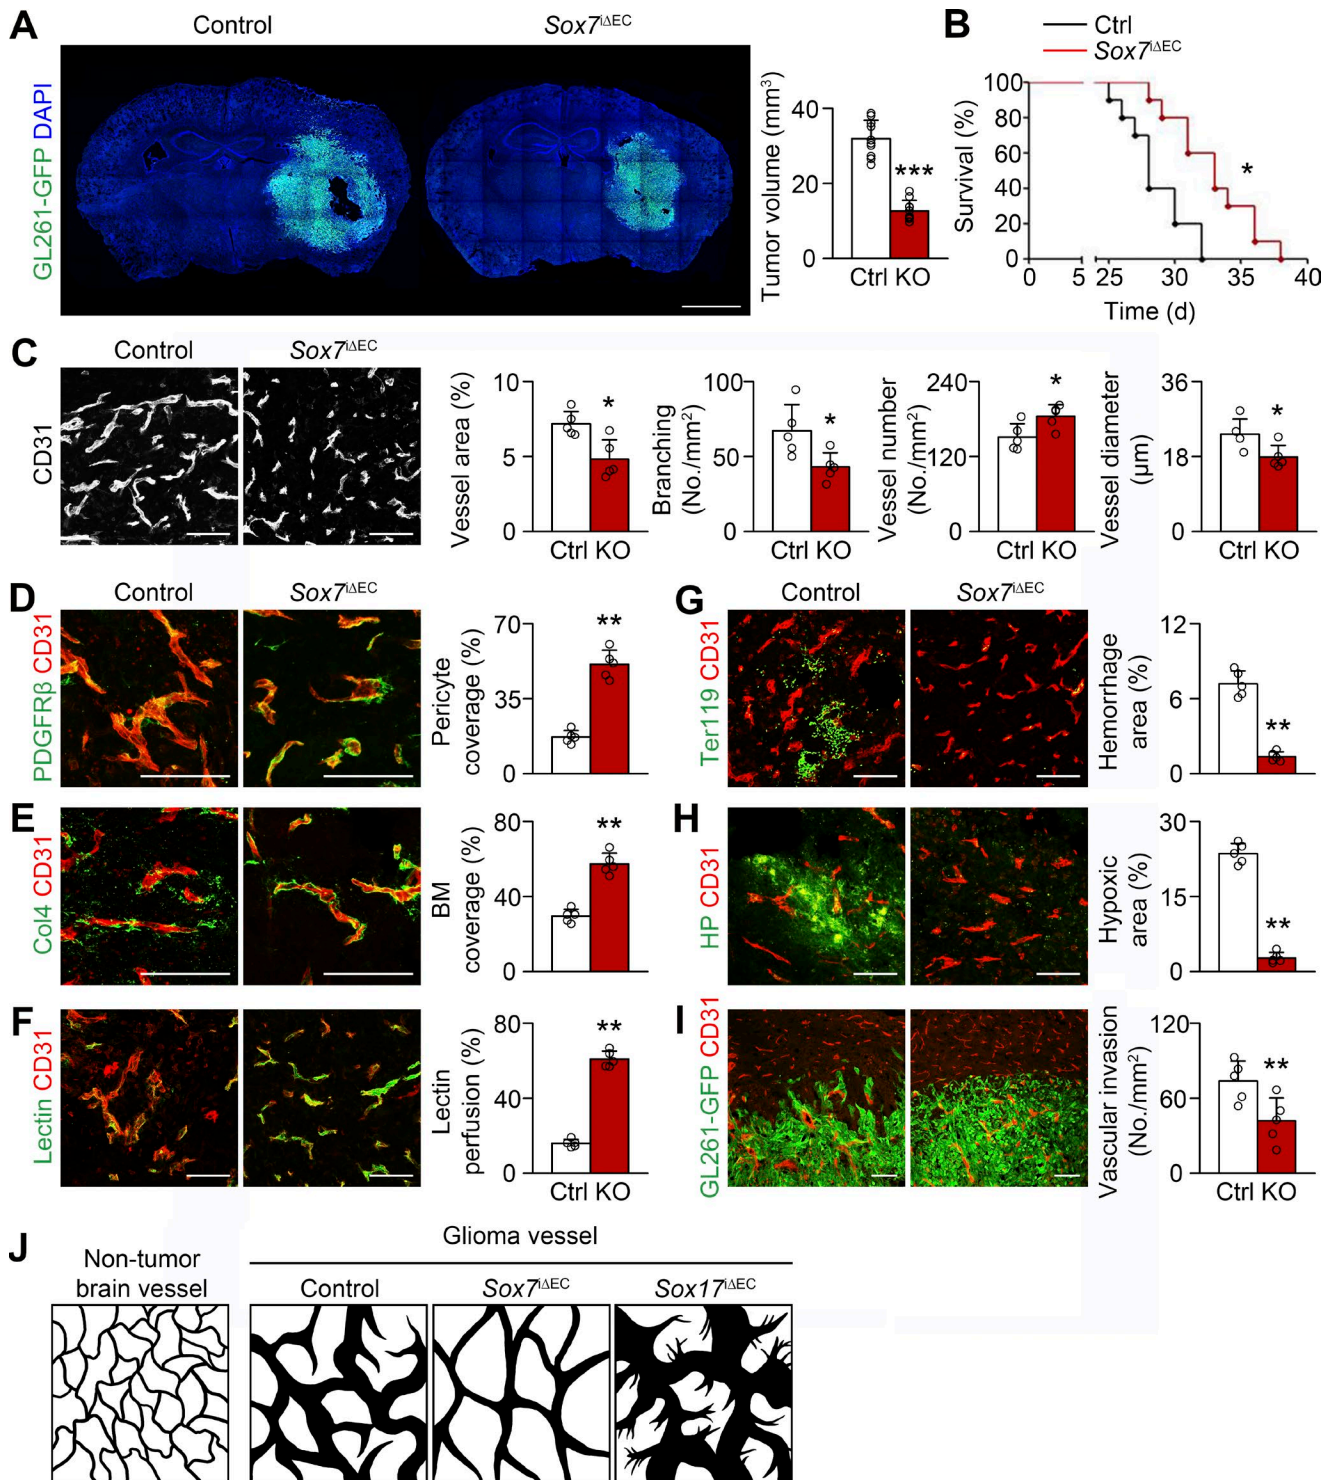 A
Control
Sox7iΔEC
GL261-GFP DAPI
Tumor volume (mm3)
40
20
0
***
Ctrl KO
B
Ctrl
Sox7iΔEC
Survival (%)
100
80
60
40
20
0
*
0 5 25 30 35 40
Time (d)
C
Control
Sox7iΔEC
CD31
Vessel area (%)
10
5
0
*
Ctrl KO
Branching
(No./mm2)
100
50
0
*
Ctrl KO
Vessel number
(No./mm2)
240
120
0
*
Ctrl KO
Vessel diameter
(μm)
36
18
0
*
Ctrl KO
D
Control
Sox7iΔEC
PDGFRβ CD31
Pericyte
coverage (%)
70
35
0
**
E
Col4 CD31
BM
coverage (%)
80
40
0
**
F
Lectin CD31
Lectin
perfusion (%)
80
40
0
**
Ctrl KO
G
Control
Sox7iΔEC
Ter119 CD31
Hemorrhage
area (%)
12
6
0
**
H
HP CD31
Hypoxic
area (%)
30
15
0
**
I
GL261-GFP CD31
Vascular invasion
(No./mm2)
120
60
0
**
Ctrl KO
J
Non-tumor
brain vessel
Glioma vessel
Control
Sox7iΔEC
Sox17iΔEC